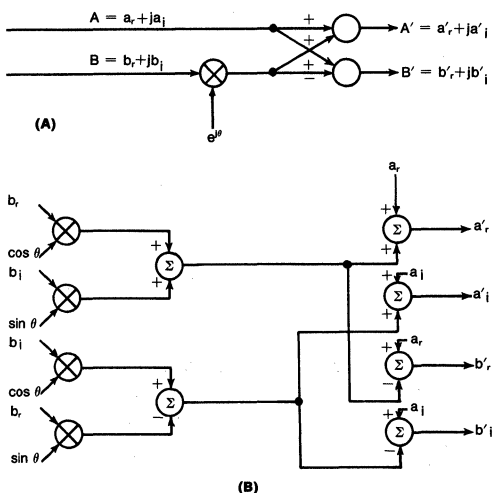 A = a_r+ja_i
+
A′ = a′_r+ja′_i
+
B = b_r+jb_i
+
−
B′ = b′_r+jb′_i
e^jθ
(A)
a_r
b_r
+
a′_r
cos θ
+
Σ
+
b_i
+
Σ
+
a_i
+
Σ
a′_i
sin θ
+
b_i
a_r
+
Σ
b′_r
cos θ
+
−
b_r
Σ
−
a_i
+
Σ
b′_i
sin θ
−
(B)